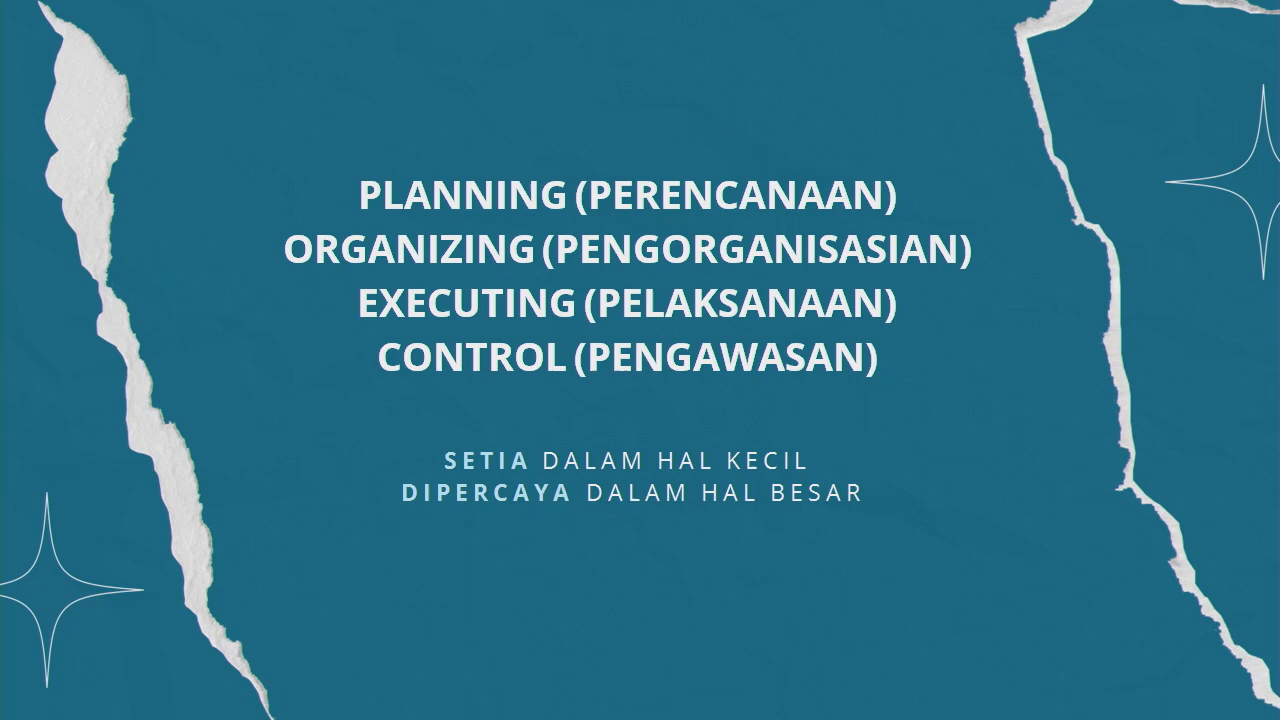 PLANNING (PERENCANAAN)
ORGANIZING (PENGORGANISASIAN)
EXECUTING (PELAKSANAAN)
CONTROL (PENGAWASAN)
SETIA DALAM HAL KECIL
DIPERCAYA DALAM HAL BESAR